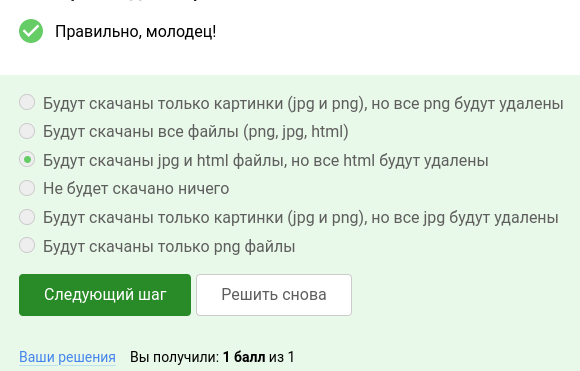 Правильно, молодец!
Будут скачаны только картинки (jpg и png), но все png будут удалены
Будут скачаны все файлы (png, jpg, html)
Будут скачаны jpg и html файлы, но все html будут удалены
Не будет скачано ничего
Будут скачаны только картинки (jpg и png), но все jpg будут удалены
Будут скачаны только png файлы
Следующий шаг Решить снова
Ваши решения Вы получили: 1 балл из 1